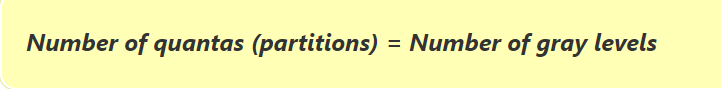 Number of quantas (partitions) = Number of gray levels